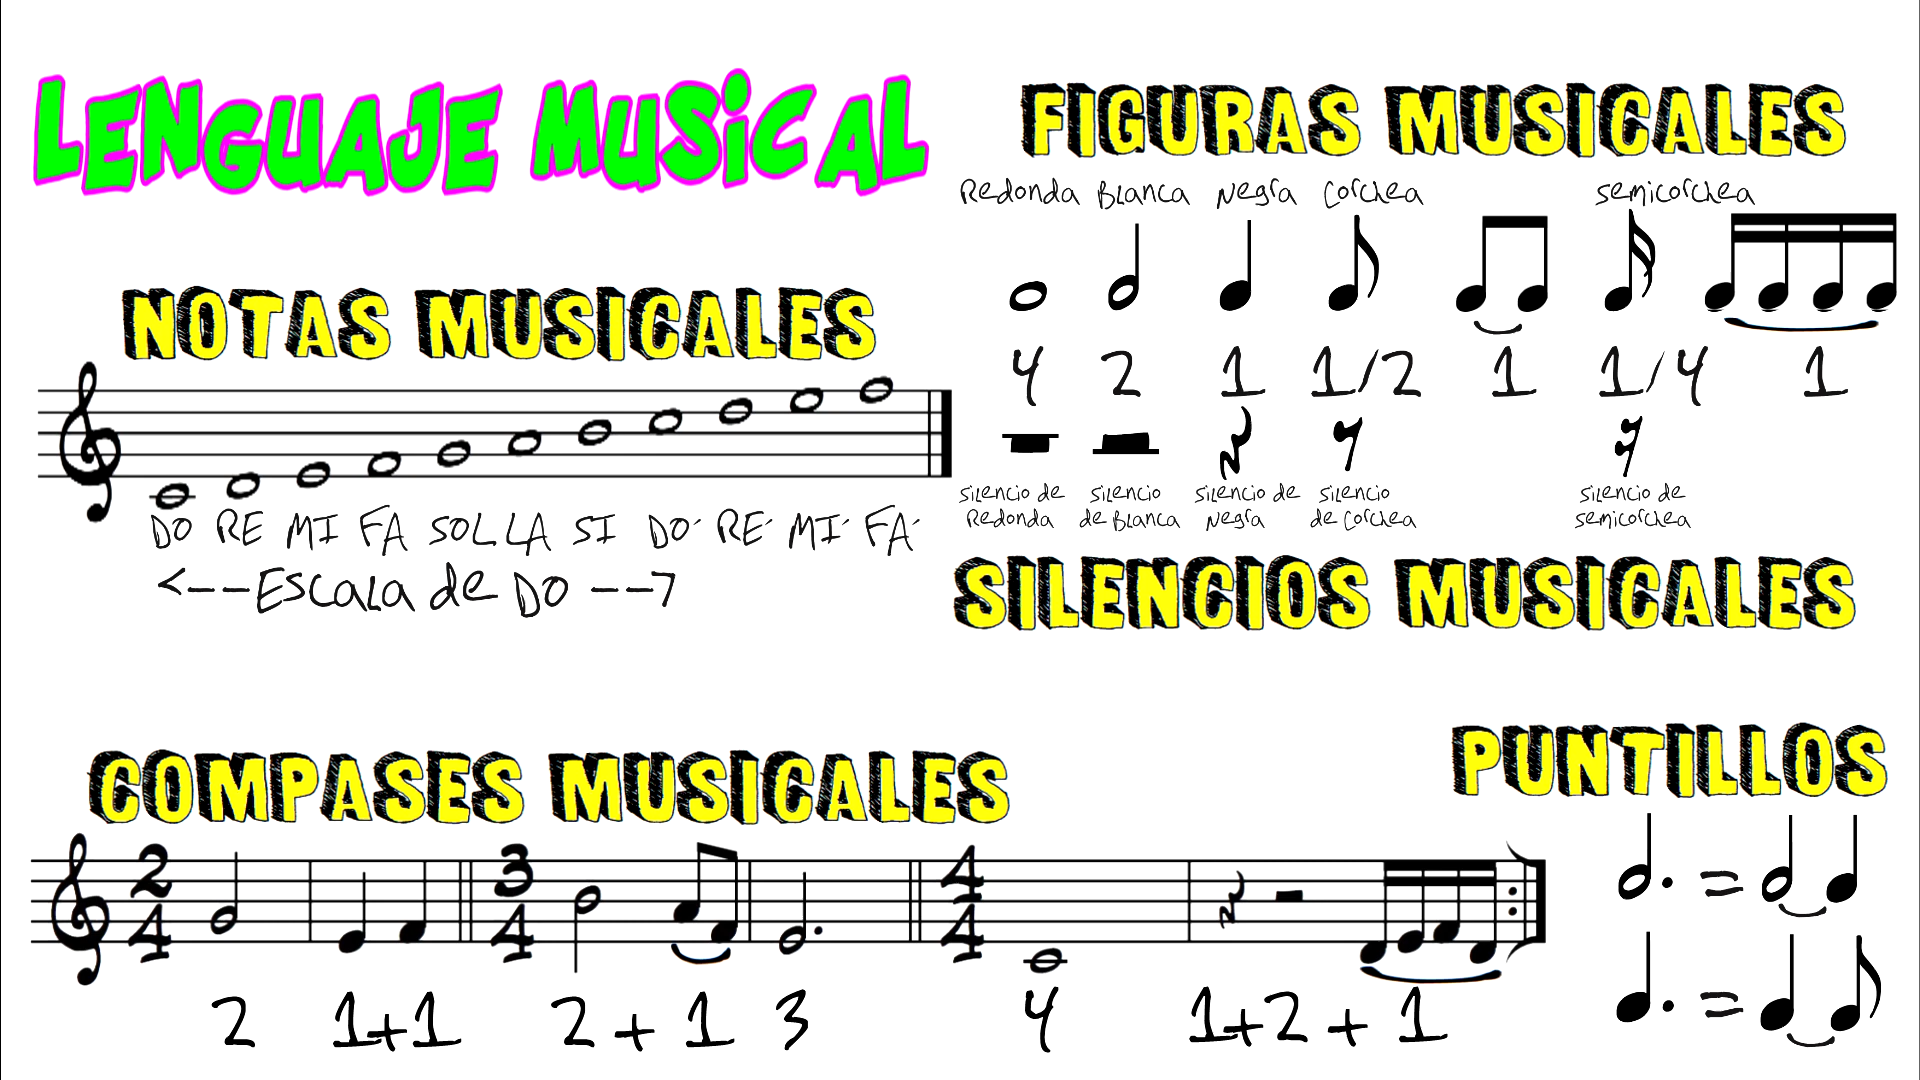 LENGUAJE MUSiCAL
NOTAS MUSICALES
DO RE MI FA SOL LA SI DO´ RE´ MI´ FA´
<--ESCALA de DO -->
FIGURAS MUSICALES
Redonda BLanca Negra Corchea semicorchea
4 2 1 1/2 1 1/4 1
silencio de silencio silencio de silencio silencio de
Redonda de BLanca Negra de Corchea semicorchea
SILENCIOS MUSICALES
COMPASES MUSICALES
2 3 4
4 4 4
2 1+1 2 + 1 3 4 1+2 + 1
PUNTILLOS
=
=